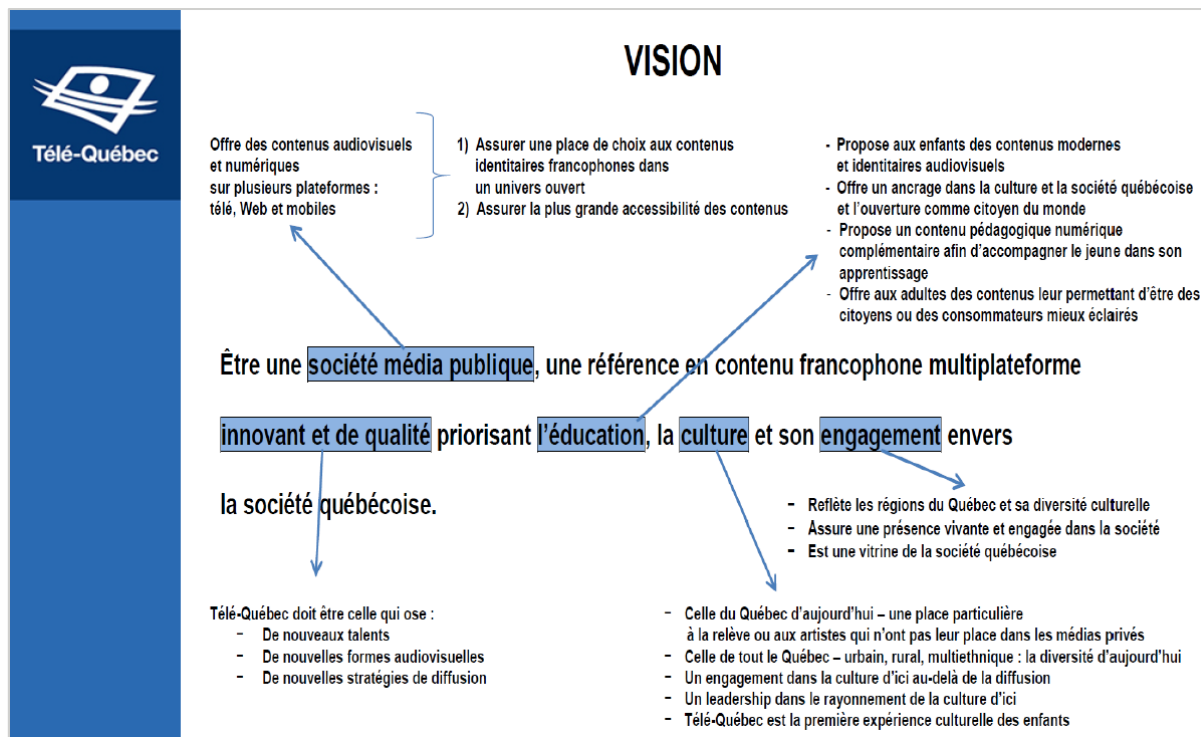 Télé-Québec
VISION
Offre des contenus audiovisuels
et numériques
sur plusieurs plateformes :
télé, Web et mobiles
1) Assurer une place de choix aux contenus
identitaires francophones dans
un univers ouvert
2) Assurer la plus grande accessibilité des contenus
- Propose aux enfants des contenus modernes
et identitaires audiovisuels
- Offre un ancrage dans la culture et la société québécoise
et l'ouverture comme citoyen du monde
- Propose un contenu pédagogique numérique
complémentaire afin d'accompagner le jeune dans son
apprentissage
- Offre aux adultes des contenus leur permettant d'être des
citoyens ou des consommateurs mieux éclairés
Être une société média publique, une référence en contenu francophone multiplateforme
innovant et de qualité priorisant l'éducation, la culture et son engagement envers
la société québécoise.
- Reflète les régions du Québec et sa diversité culturelle
- Assure une présence vivante et engagée dans la société
- Est une vitrine de la société québécoise
Télé-Québec doit être celle qui ose :
- De nouveaux talents
- De nouvelles formes audiovisuelles
- De nouvelles stratégies de diffusion
- Celle du Québec d'aujourd'hui – une place particulière
à la relève ou aux artistes qui n'ont pas leur place dans les médias privés
- Celle de tout le Québec – urbain, rural, multiethnique : la diversité d'aujourd'hui
- Un engagement dans la culture d'ici au-delà de la diffusion
- Un leadership dans le rayonnement de la culture d'ici
- Télé-Québec est la première expérience culturelle des enfants